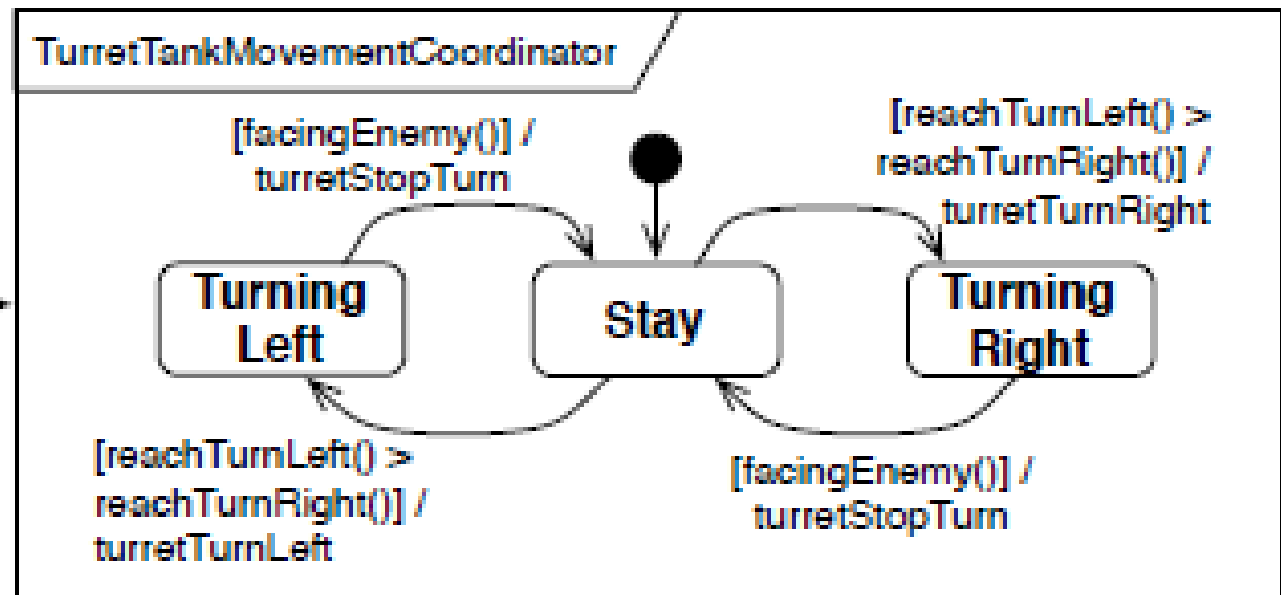 TurretTankMovementCoordinator
[facingEnemy()] /
turretStopTurn
[reachTurnLeft() >
reachTurnRight()] /
turretTurnRight
Turning
Left
Stay
Turning
Right
[reachTurnLeft() >
reachTurnRight()] /
turretTurnLeft
[facingEnemy()] /
turretStopTurn